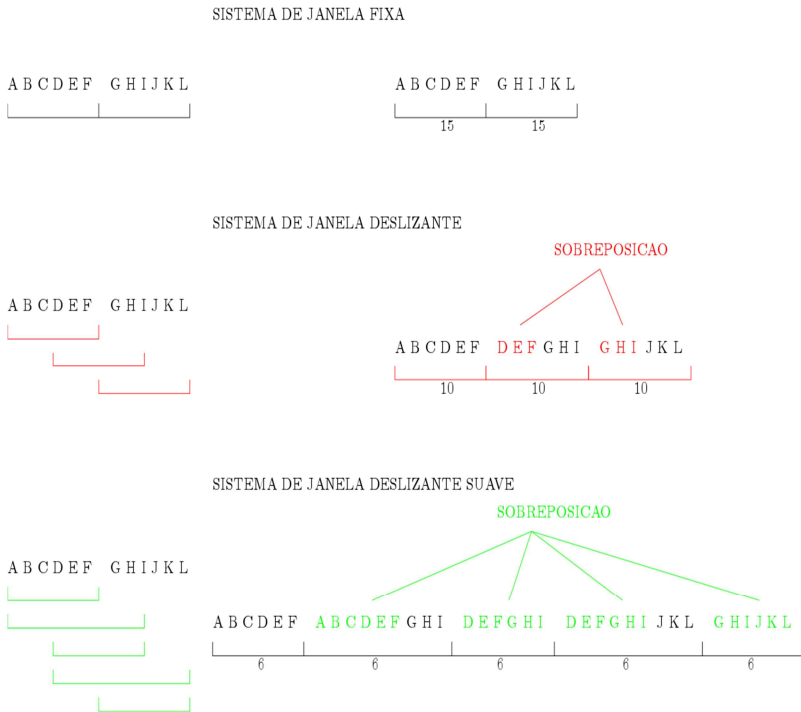 SISTEMA DE JANELA FIXA
A B C D E F G H I J K L
A B C D E F G H I J K L
15 15
SISTEMA DE JANELA DESLIZANTE
SOBREPOSICAO
A B C D E F G H I J K L
A B C D E F D E F G H I G H I J K L
10 10 10
SISTEMA DE JANELA DESLIZANTE SUAVE
SOBREPOSICAO
A B C D E F G H I J K L
A B C D E F A B C D E F G H I D E F G H I D E F G H I J K L G H I J K L
6 6 6 6 6